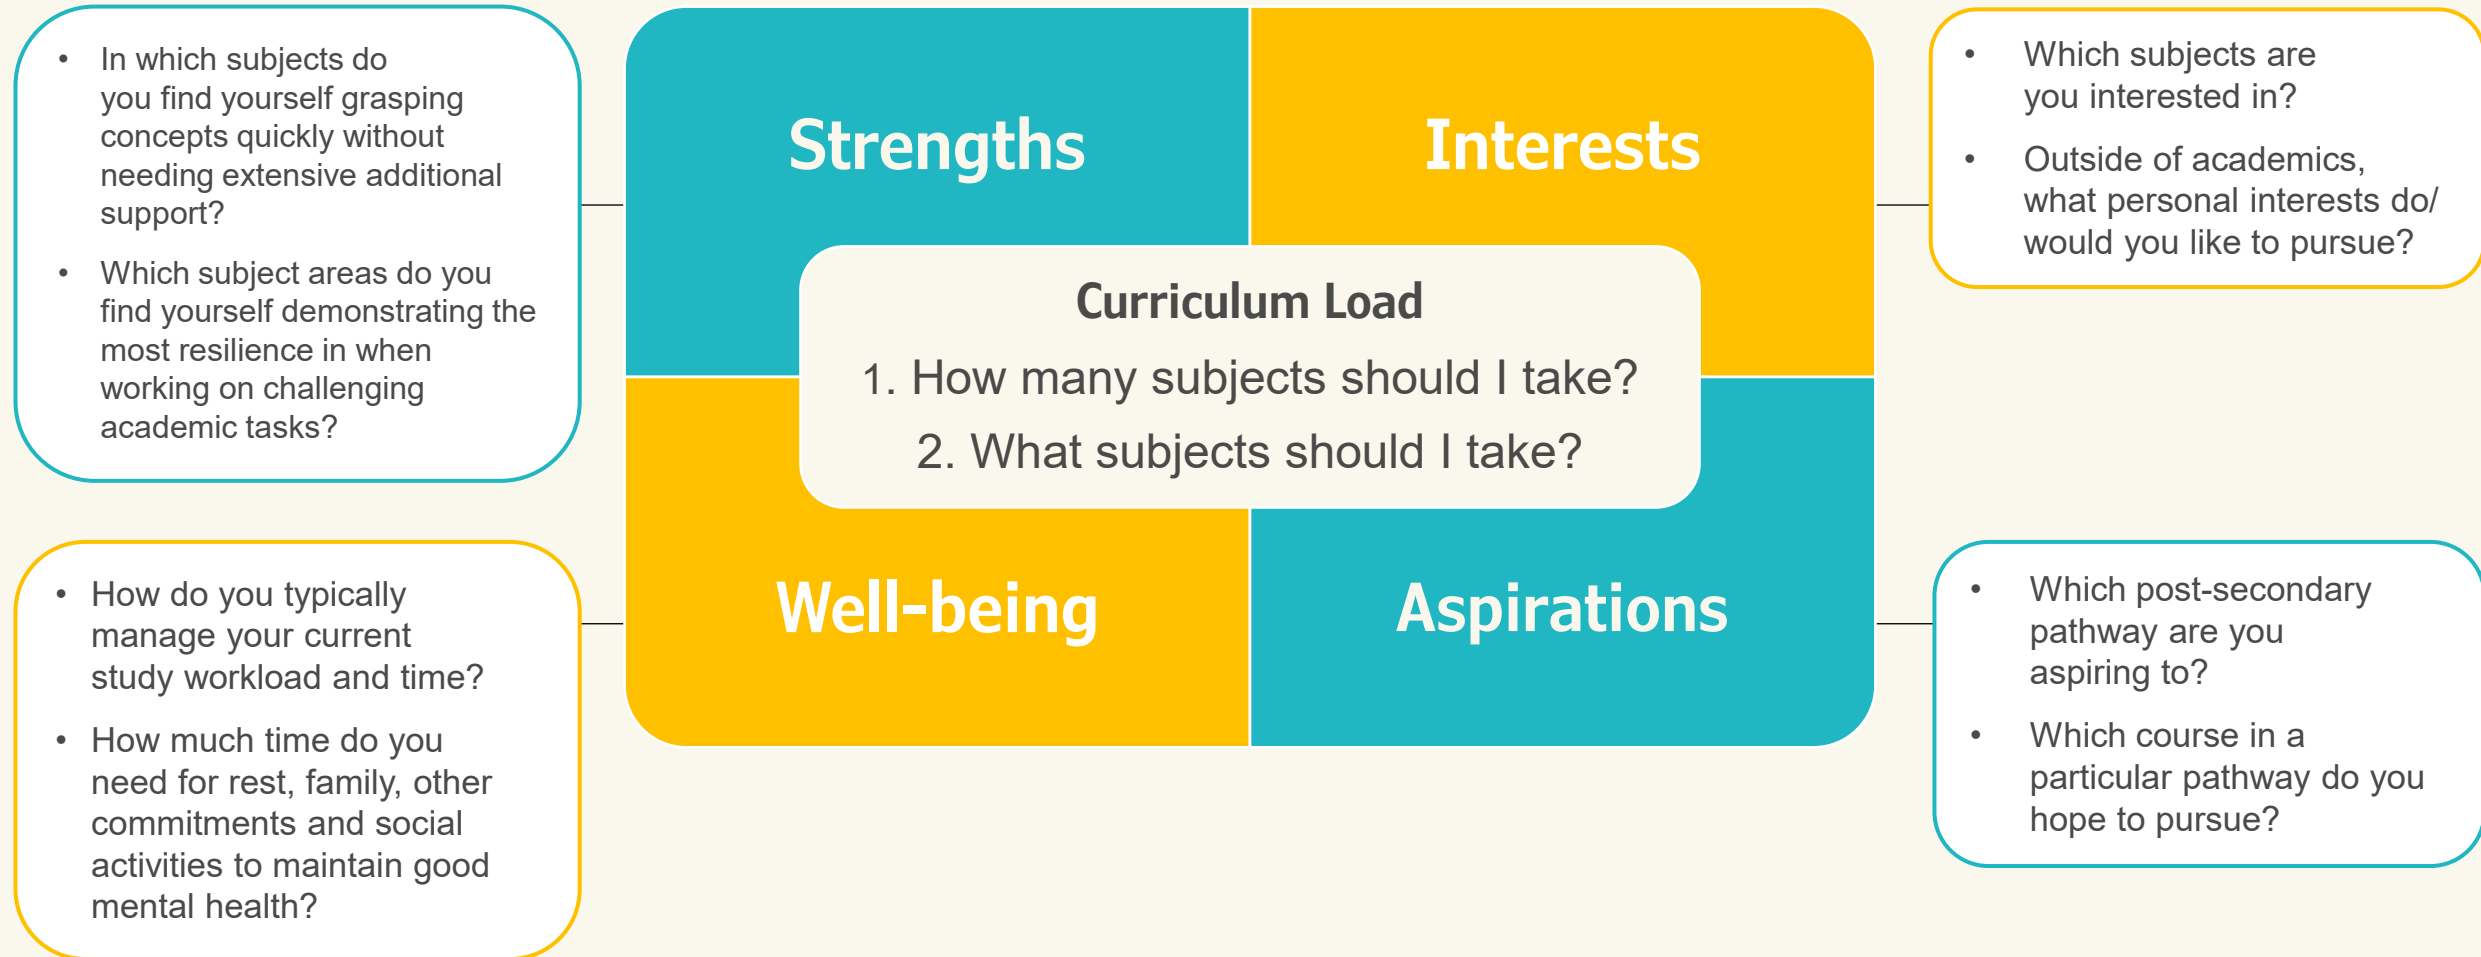 • In which subjects do
you find yourself grasping
concepts quickly without
needing extensive additional
support?
• Which subject areas do you
find yourself demonstrating the
most resilience in when
working on challenging
academic tasks?
Strengths
Interests
• Which subjects are
you interested in?
• Outside of academics,
what personal interests do/
would you like to pursue?
Curriculum Load
1. How many subjects should I take?
2. What subjects should I take?
• How do you typically
manage your current
study workload and time?
• How much time do you
need for rest, family, other
commitments and social
activities to maintain good
mental health?
Well-being
Aspirations
• Which post-secondary
pathway are you
aspiring to?
• Which course in a
particular pathway do you
hope to pursue?